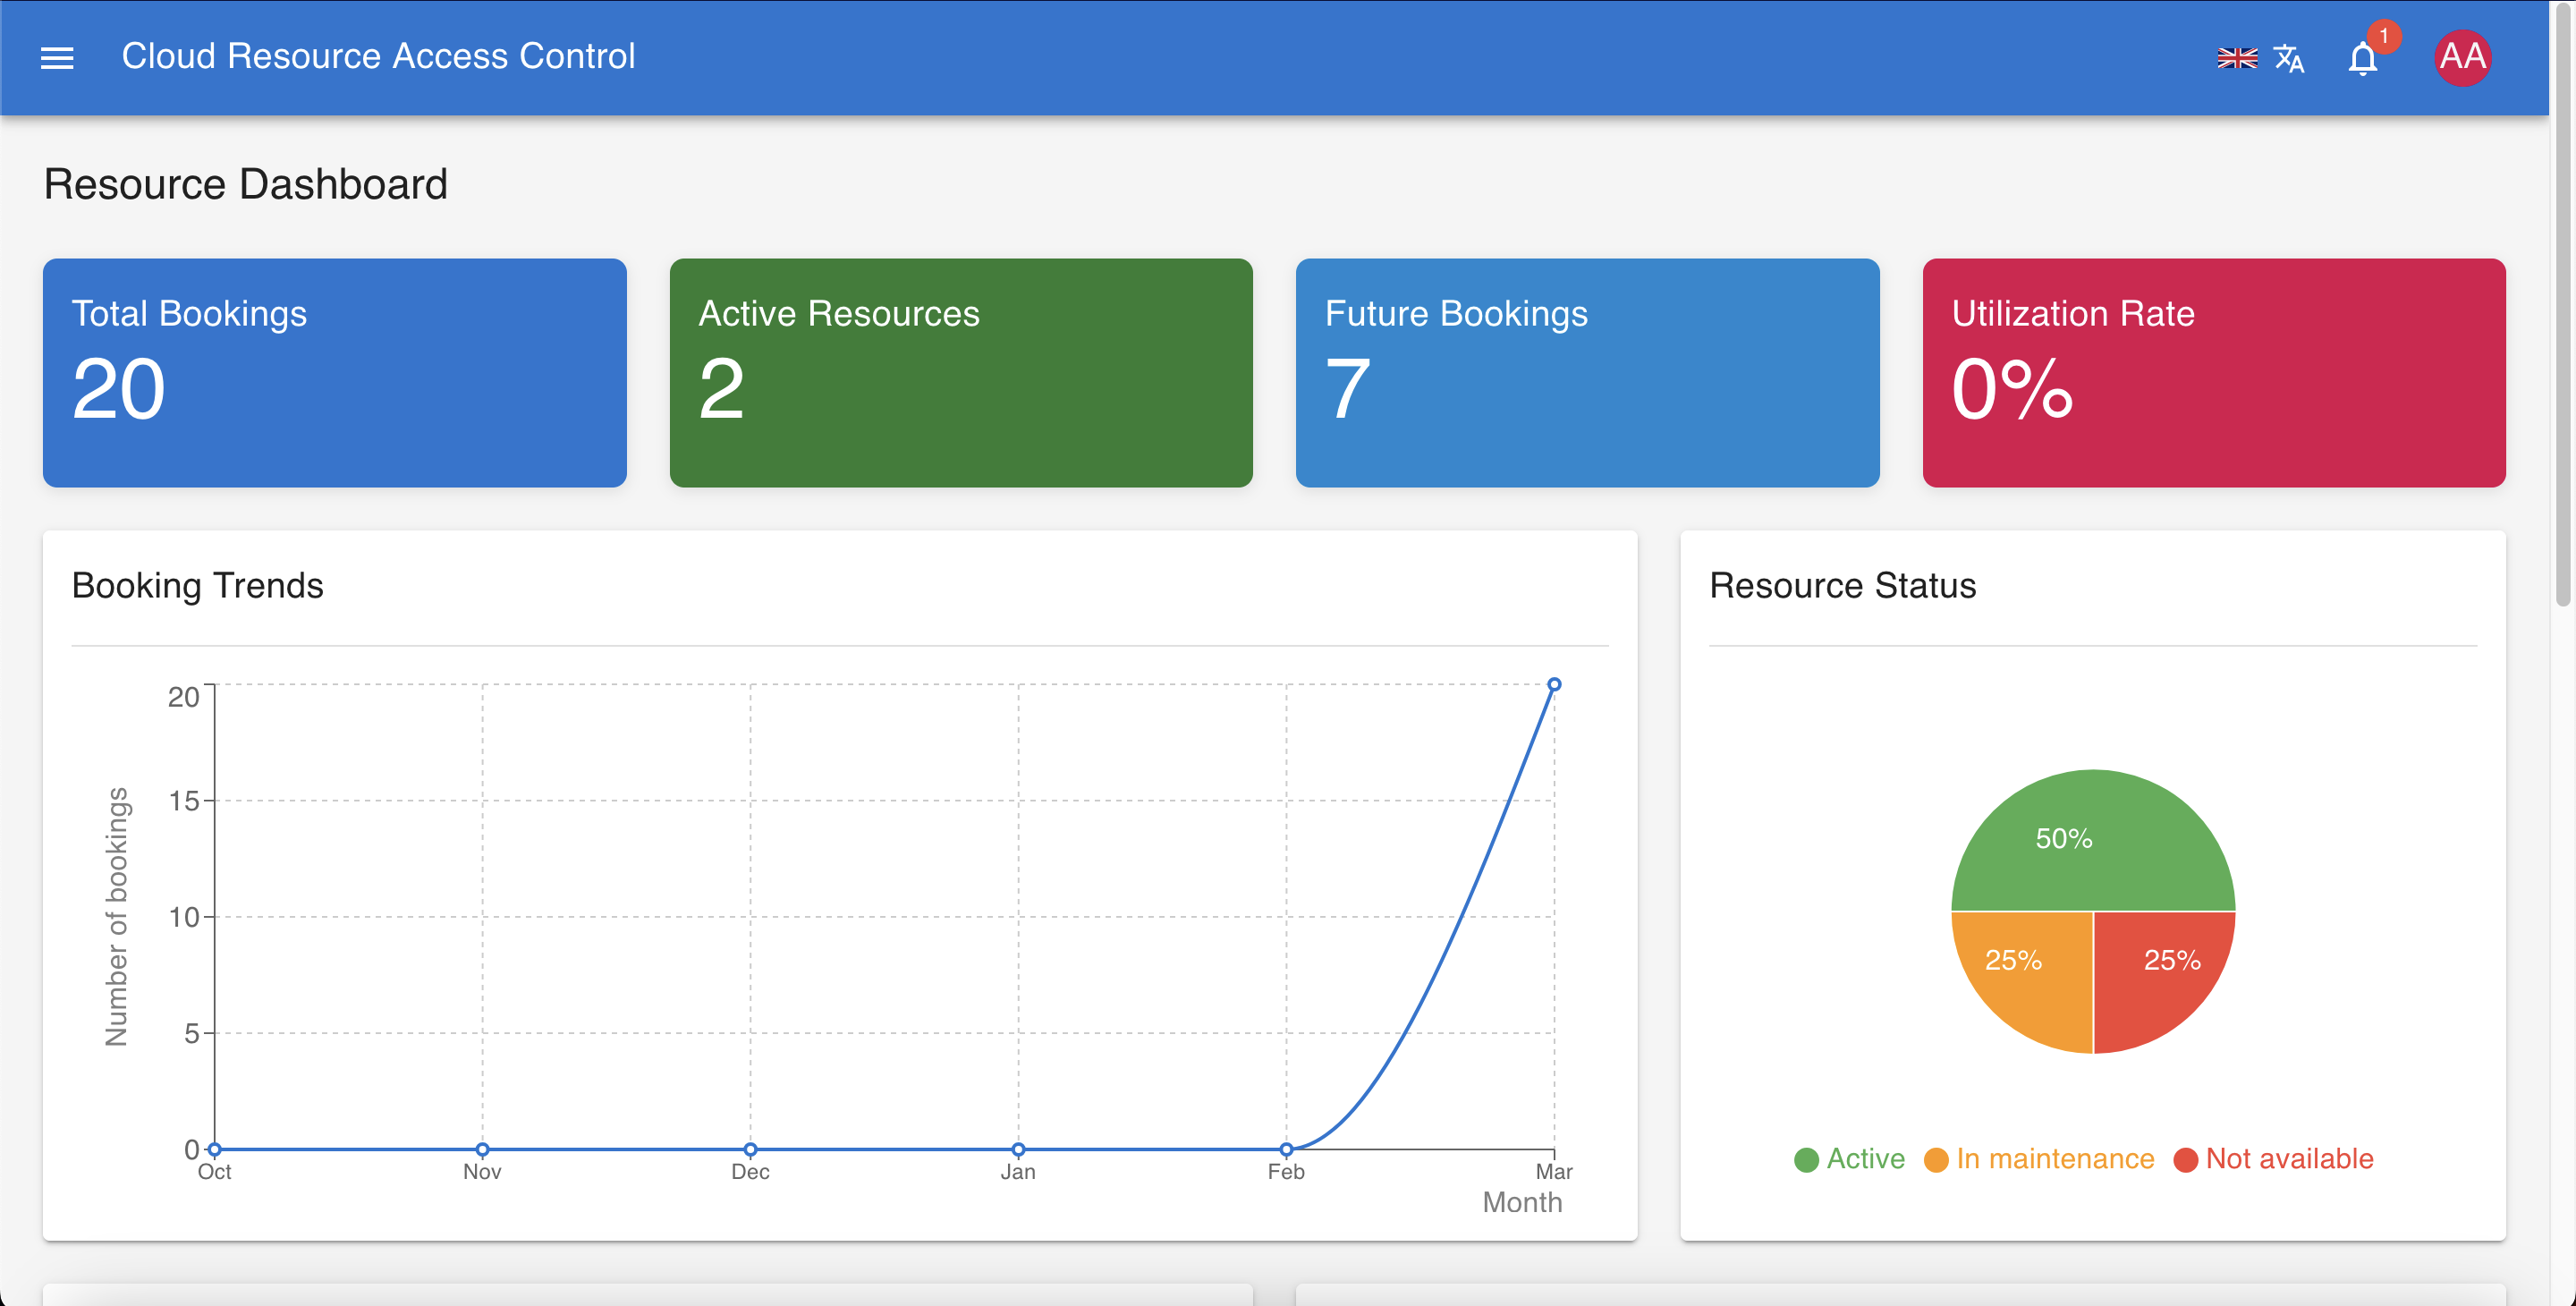 Cloud Resource Access Control
1
AA
Resource Dashboard
Total Bookings
20
Active Resources
2
Future Bookings
7
Utilization Rate
0%
Booking Trends
20
15
10
5
0
Number of bookings
Oct Nov Dec Jan Feb Mar
Month
Resource Status
50%
25% 25%
Active In maintenance Not available